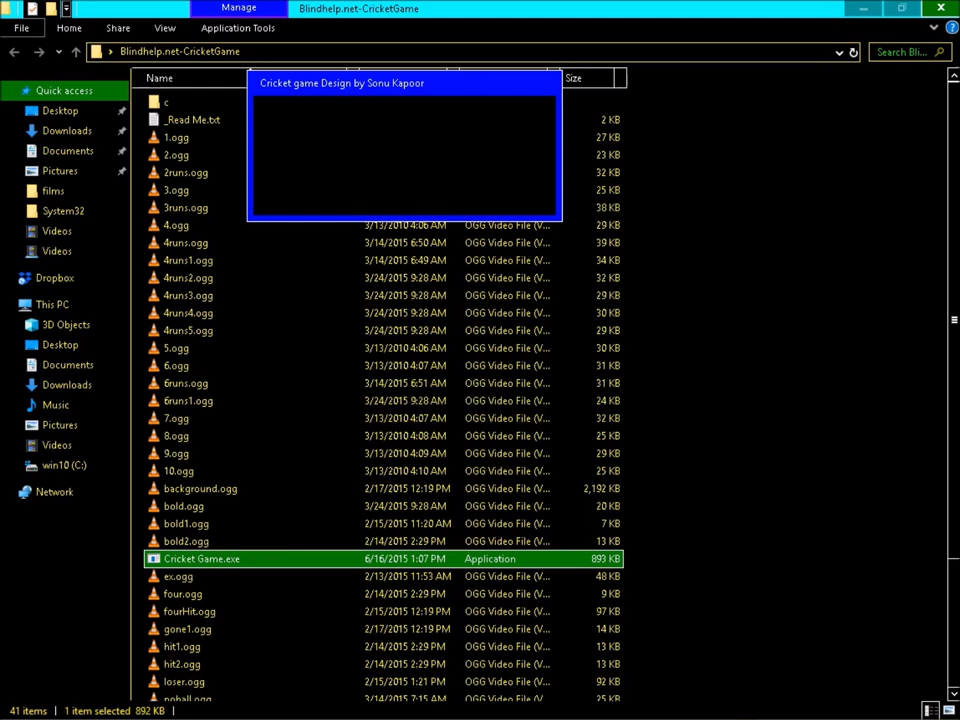 Manage
Blindhelp.net-CricketGame
File
Home
Share
View
Application Tools
Blindhelp.net-CricketGame
Search Bli...
Name
Size
Cricket game Design by Sonu Kapoor
Quick access
Desktop
Downloads
Documents
Pictures
films
System32
Videos
Videos
Dropbox
This PC
3D Objects
Desktop
Documents
Downloads
Music
Pictures
Videos
win10 (C:)
Network
c
_Read Me.txt 2 KB
1.ogg 27 KB
2.ogg 23 KB
2runs.ogg 32 KB
3.ogg 25 KB
3runs.ogg 38 KB
4.ogg 3/13/2010 4:06 AM OGG Video File (V... 29 KB
4runs.ogg 3/14/2015 6:50 AM OGG Video File (V... 39 KB
4runs1.ogg 3/14/2015 6:49 AM OGG Video File (V... 34 KB
4runs2.ogg 3/24/2015 9:28 AM OGG Video File (V... 32 KB
4runs3.ogg 3/24/2015 9:28 AM OGG Video File (V... 29 KB
4runs4.ogg 3/24/2015 9:28 AM OGG Video File (V... 30 KB
4runs5.ogg 3/24/2015 9:28 AM OGG Video File (V... 29 KB
5.ogg 3/13/2010 4:06 AM OGG Video File (V... 30 KB
6.ogg 3/13/2010 4:07 AM OGG Video File (V... 31 KB
6runs.ogg 3/14/2015 6:51 AM OGG Video File (V... 31 KB
6runs1.ogg 3/24/2015 9:28 AM OGG Video File (V... 24 KB
7.ogg 3/13/2010 4:07 AM OGG Video File (V... 32 KB
8.ogg 3/13/2010 4:08 AM OGG Video File (V... 25 KB
9.ogg 3/13/2010 4:09 AM OGG Video File (V... 31 KB
10.ogg 3/13/2010 4:10 AM OGG Video File (V... 25 KB
background.ogg 2/17/2015 12:19 PM OGG Video File (V... 2,192 KB
bold.ogg 3/24/2015 9:28 AM OGG Video File (V... 20 KB
bold1.ogg 2/15/2015 11:20 AM OGG Video File (V... 7 KB
bold2.ogg 2/14/2015 2:29 PM OGG Video File (V... 13 KB
Cricket Game.exe 6/16/2015 1:07 PM Application 893 KB
ex.ogg 2/13/2015 11:53 AM OGG Video File (V... 48 KB
four.ogg 2/14/2015 2:29 PM OGG Video File (V... 9 KB
fourHit.ogg 2/15/2015 12:19 PM OGG Video File (V... 97 KB
gone1.ogg 2/17/2015 12:19 PM OGG Video File (V... 14 KB
hit1.ogg 2/14/2015 2:29 PM OGG Video File (V... 13 KB
hit2.ogg 2/14/2015 2:29 PM OGG Video File (V... 13 KB
loser.ogg 2/15/2015 1:21 PM OGG Video File (V... 92 KB
noball.ogg 3/14/2015 7:15 AM OGG Video File (V... 25 KB
41 items
1 item selected 892 KB